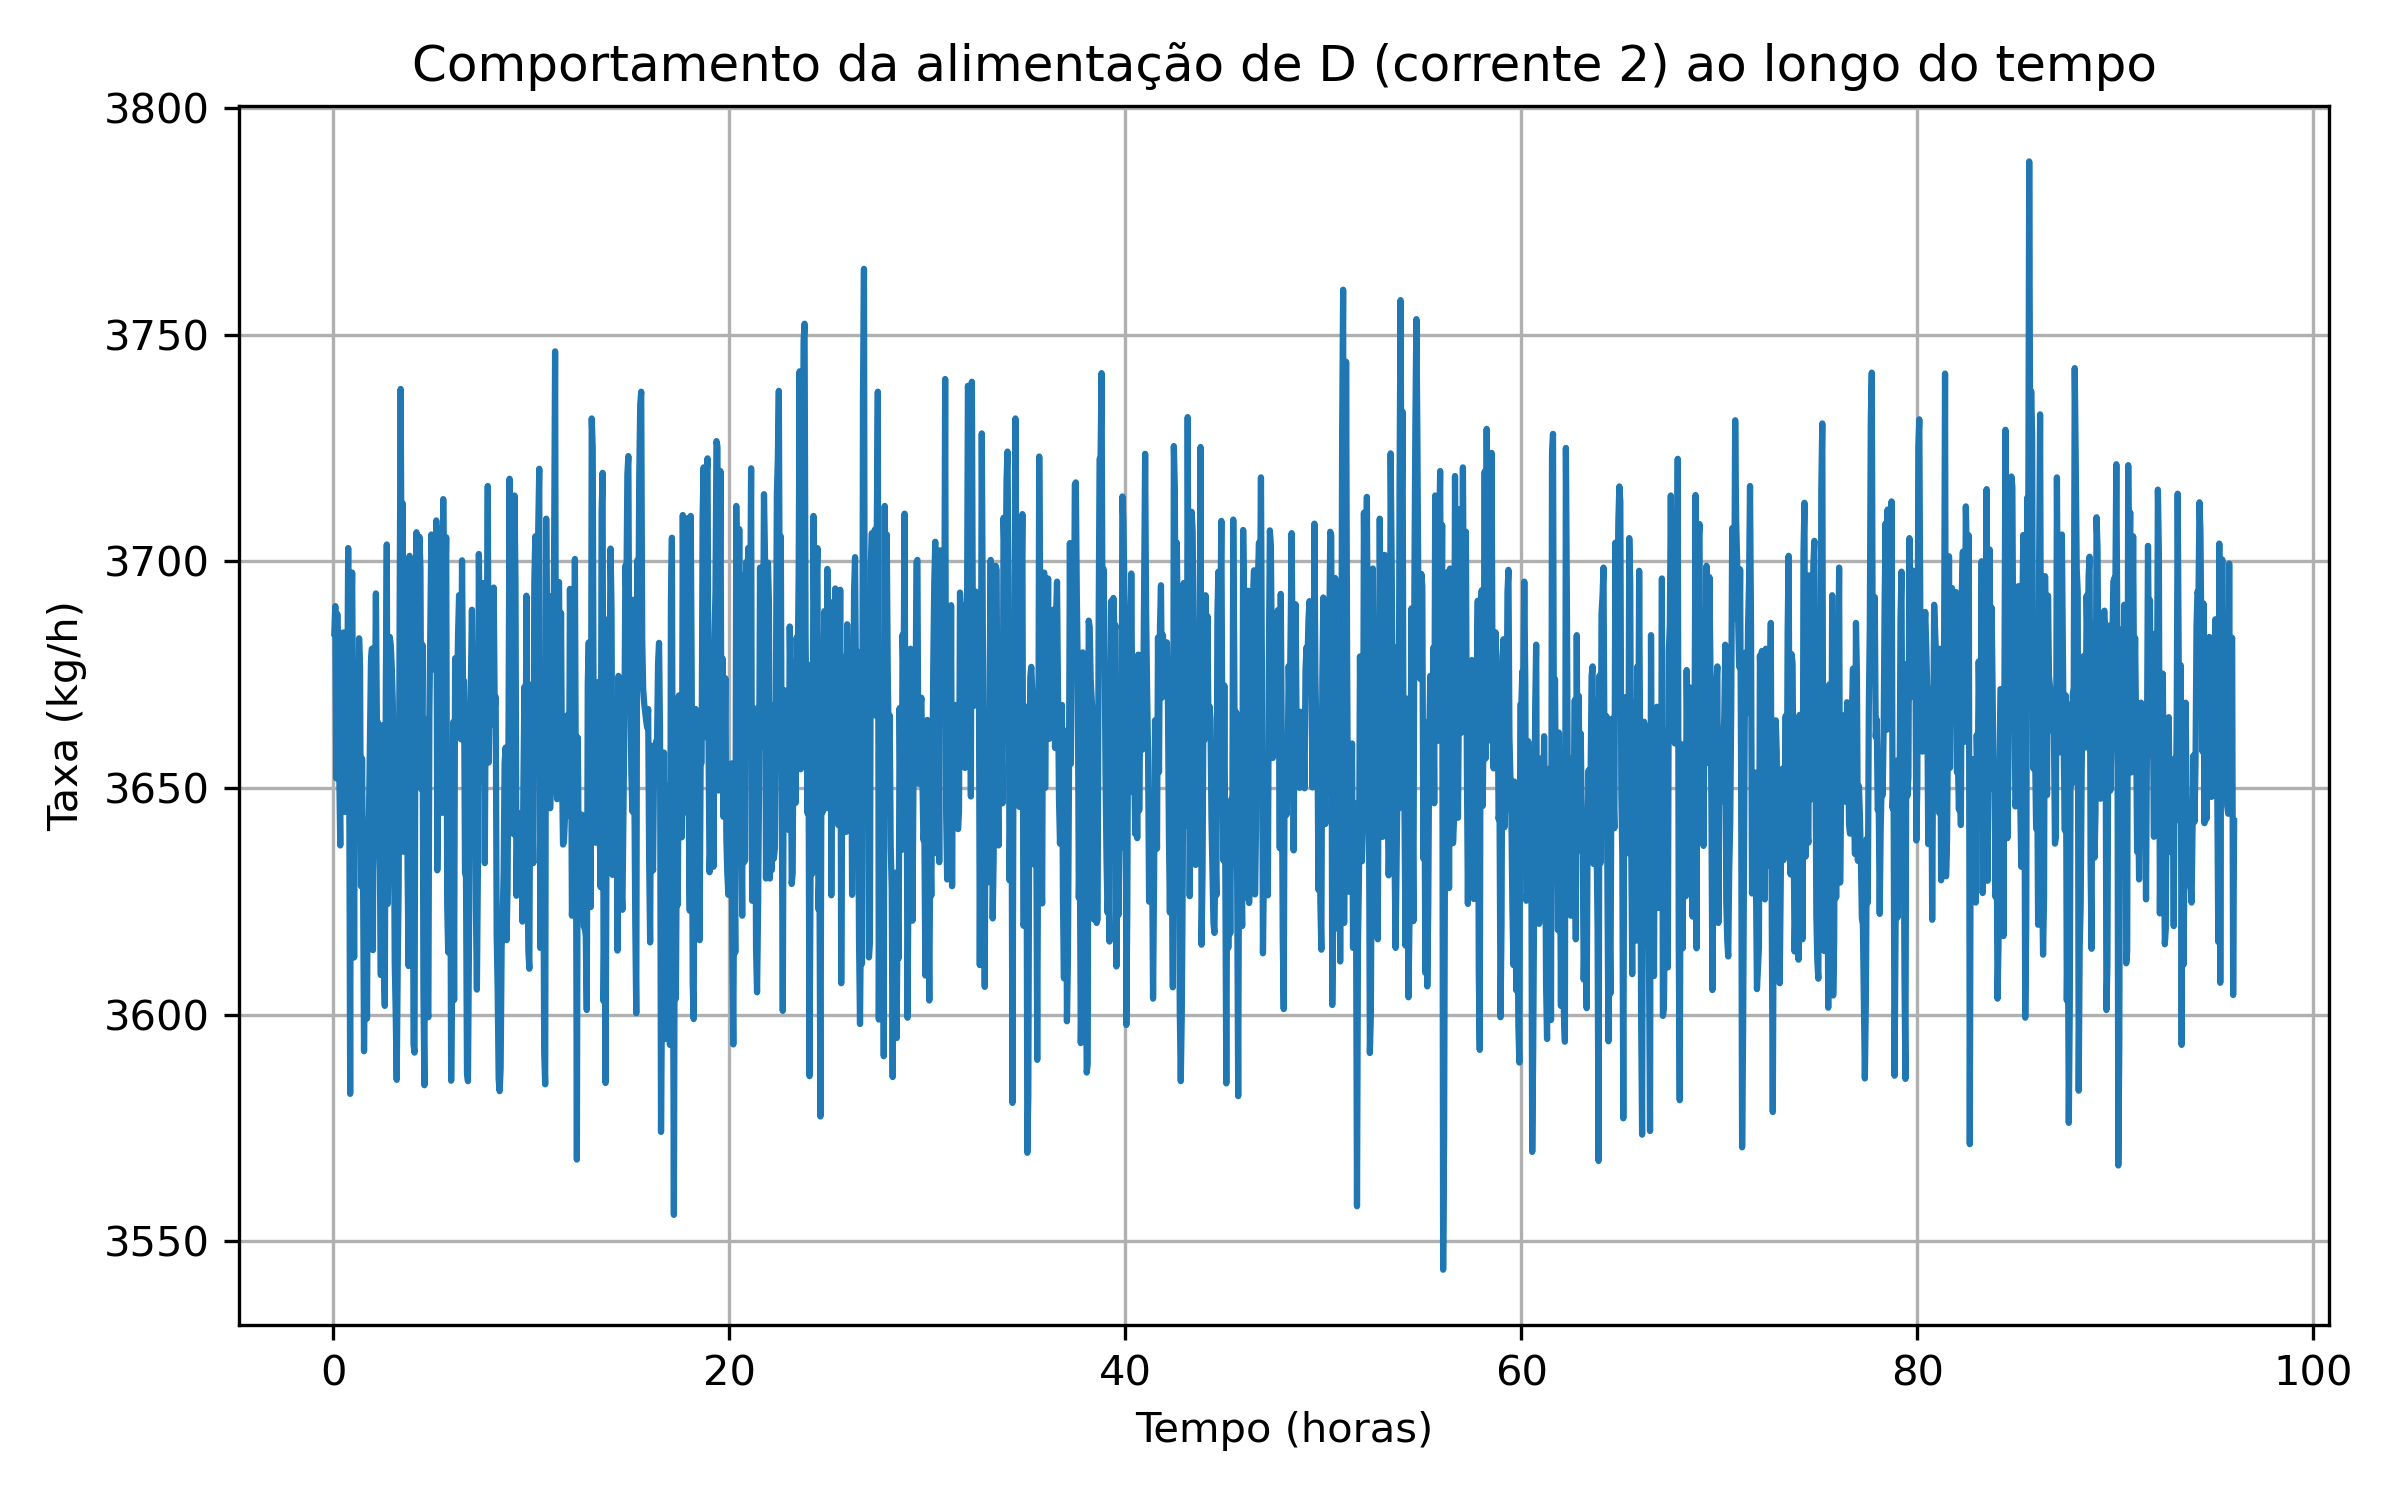 Comportamento da alimentação de D (corrente 2) ao longo do tempo
3800
3750
3700
3650
3600
3550
Taxa (kg/h)
0 20 40 60 80 100
Tempo (horas)